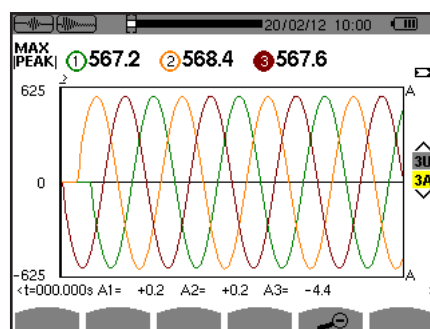 20/02/12 10:00
MAX
|PEAK| 1 567.2 2 568.4 3 567.6
625 A
0
3U
3A
-625 A
<t=000.000s A1= +0.2 A2= +0.2 A3= -4.4